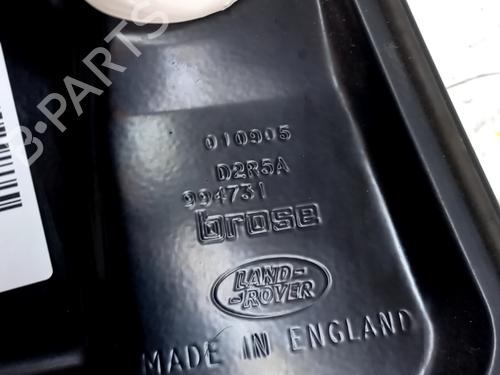 B-PARTS
010905
D2R5A
994731
brose
LAND-
-ROVER
MADE IN ENGLAND